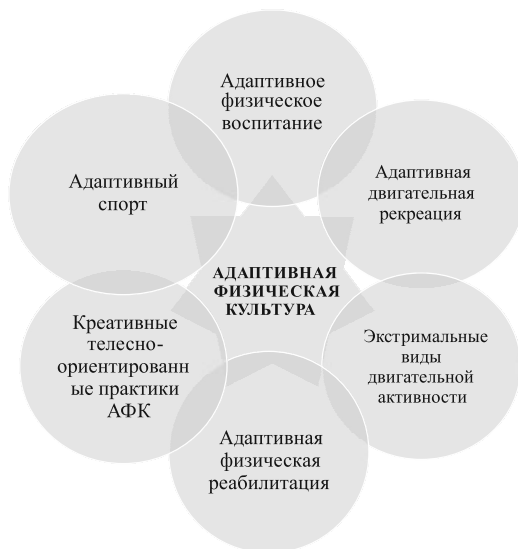 Адаптивное
физическое
воспитание
Адаптивный
спорт
Адаптивная
двигательная
рекреация
АДАПТИВНАЯ
ФИЗИЧЕСКАЯ
КУЛЬТУРА
Креативные
телесно-
ориентированн
ые практики
АФК
Экстримальные
виды
двигательной
активности
Адаптивная
физическая
реабилитация